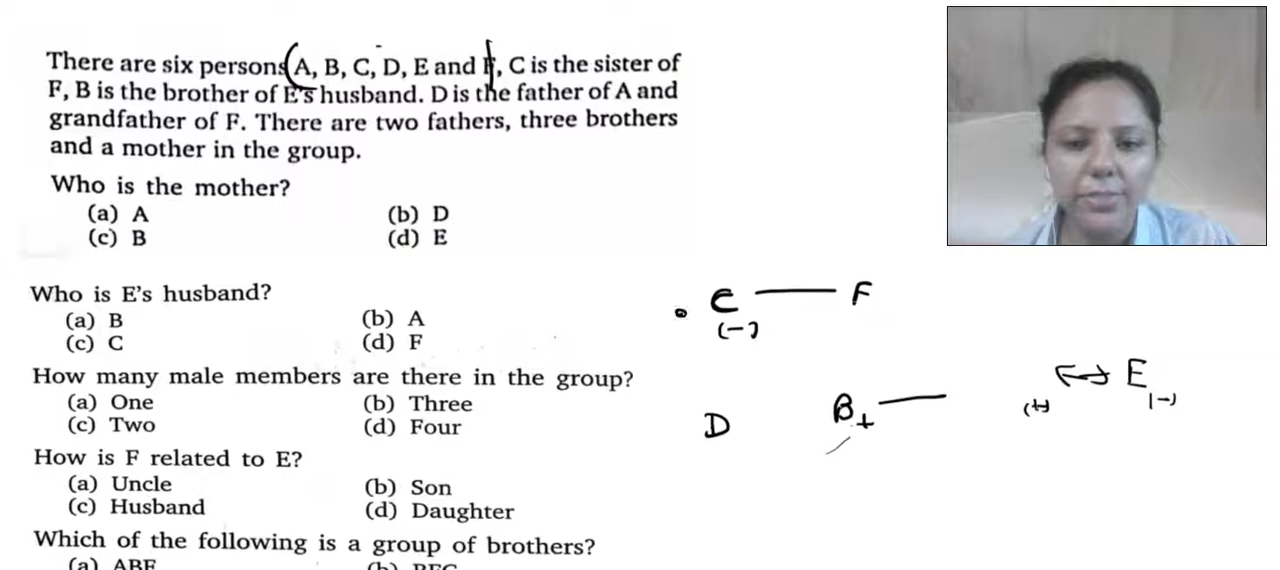 There are six persons A, B, C, D, E and F, C is the sister of
F, B is the brother of E's husband. D is the father of A and
grandfather of F. There are two fathers, three brothers
and a mother in the group.
Who is the mother?
(a) A (b) D
(c) B (d) E
Who is E's husband?
(a) B (b) A
(c) C (d) F
How many male members are there in the group?
(a) One (b) Three
(c) Two (d) Four
How is F related to E?
(a) Uncle (b) Son
(c) Husband (d) Daughter
Which of the following is a group of brothers?
(a) ABF (b) BFC
C — F
(-)
↔ E
(+) (-)
D B+ —